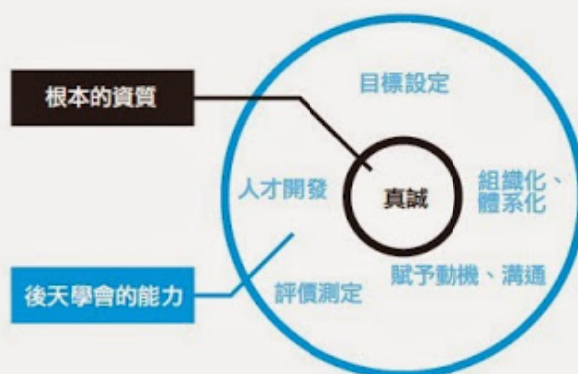 根本的資質
目標設定
人才開發
真誠
組織化、
體系化
後天學會的能力
評價測定
賦予動機、溝通